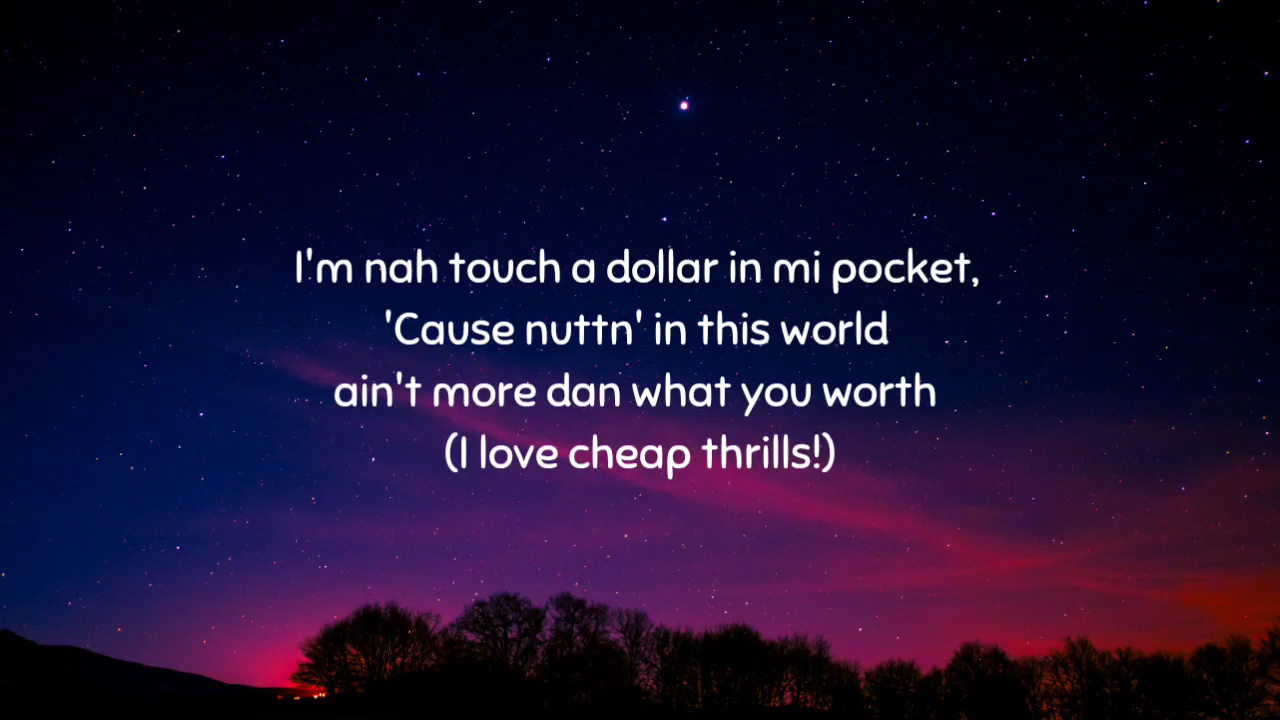 I'm nah touch a dollar in mi pocket,
'Cause nuttn' in this world
ain't more dan what you worth
(I love cheap thrills!)